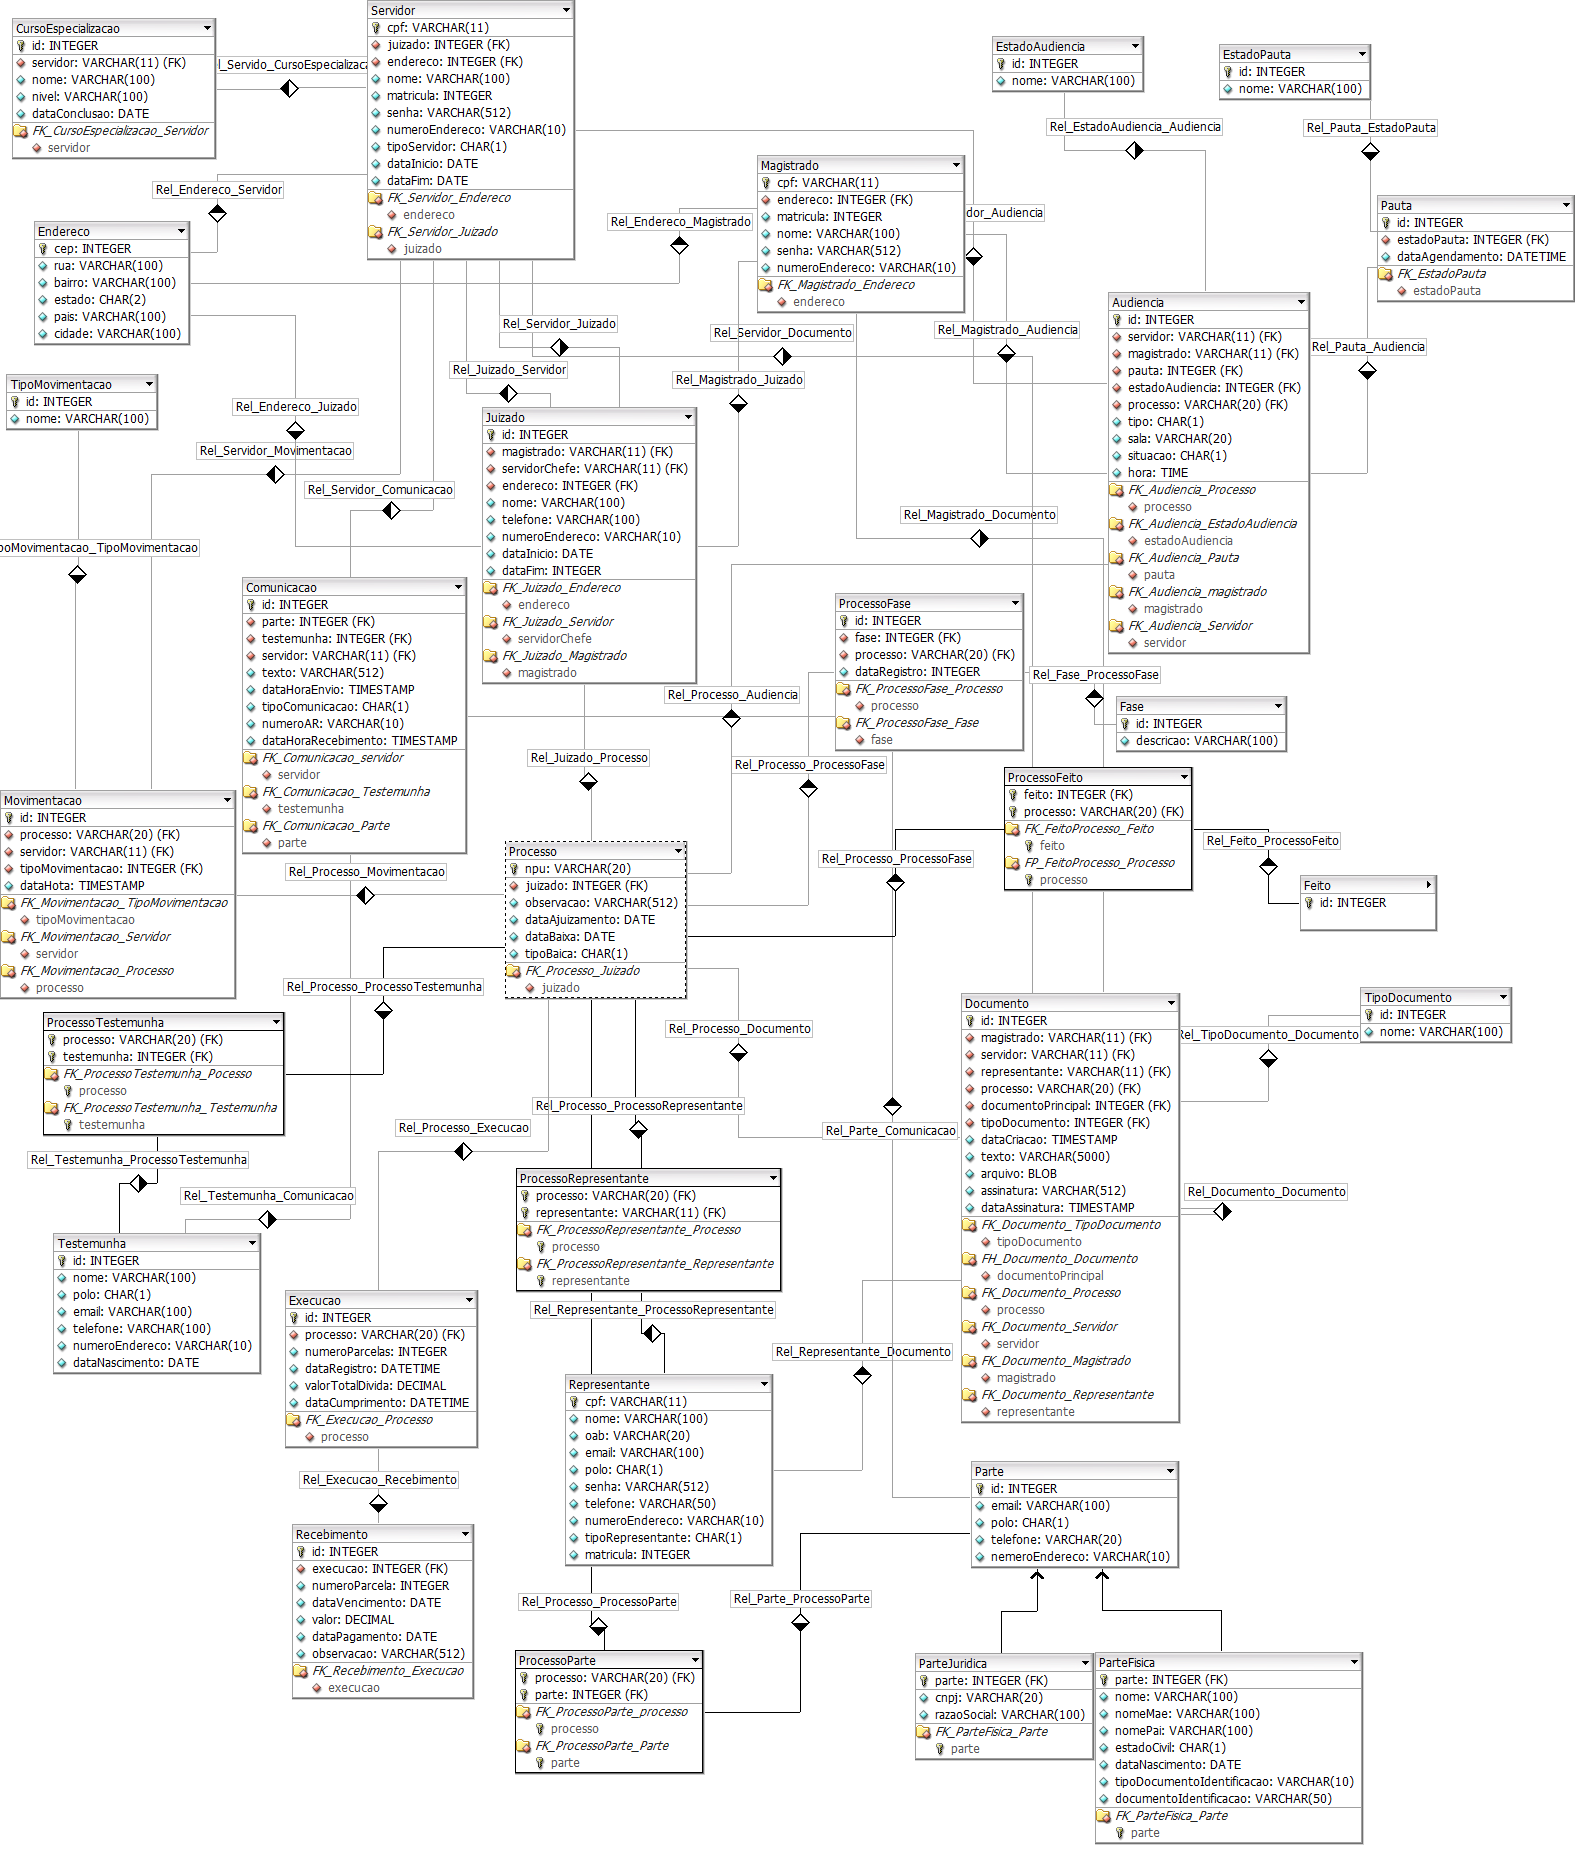 CursoEspecializacao
id: INTEGER
servidor: VARCHAR(11) (FK)
nome: VARCHAR(100)
nivel: VARCHAR(100)
dataConclusao: DATE
FK_CursoEspecializacao_Servidor
servidor
l_Servido_CursoEspecializac
Servidor
cpf: VARCHAR(11)
juizado: INTEGER (FK)
endereco: INTEGER (FK)
nome: VARCHAR(100)
matricula: INTEGER
senha: VARCHAR(512)
numeroEndereco: VARCHAR(10)
tipoServidor: CHAR(1)
dataInicio: DATE
dataFim: DATE
FK_Servidor_Endereco
endereco
FK_Servidor_Juizado
juizado
EstadoAudiencia
id: INTEGER
nome: VARCHAR(100)
EstadoPauta
id: INTEGER
nome: VARCHAR(100)
Rel_EstadoAudiencia_Audiencia
Rel_Pauta_EstadoPauta
Magistrado
cpf: VARCHAR(11)
endereco: INTEGER (FK)
matricula: INTEGER
nome: VARCHAR(100)
senha: VARCHAR(512)
numeroEndereco: VARCHAR(10)
FK_Magistrado_Endereco
endereco
Rel_Endereco_Servidor
Rel_Endereco_Magistrado
dor_Audiencia
Pauta
id: INTEGER
estadoPauta: INTEGER (FK)
dataAgendamento: DATETIME
FK_EstadoPauta
estadoPauta
Endereco
cep: INTEGER
rua: VARCHAR(100)
bairro: VARCHAR(100)
estado: CHAR(2)
pais: VARCHAR(100)
cidade: VARCHAR(100)
Audiencia
id: INTEGER
servidor: VARCHAR(11) (FK)
magistrado: VARCHAR(11) (FK)
pauta: INTEGER (FK)
estadoAudiencia: INTEGER (FK)
processo: VARCHAR(20) (FK)
tipo: CHAR(1)
sala: VARCHAR(20)
situacao: CHAR(1)
hora: TIME
FK_Audiencia_Processo
processo
FK_Audiencia_EstadoAudiencia
estadoAudiencia
FK_Audiencia_Pauta
pauta
FK_Audiencia_magistrado
magistrado
FK_Audiencia_Servidor
servidor
Rel_Servidor_Juizado
Rel_Servidor_Documento
Rel_Magistrado_Audiencia
Rel_Pauta_Audiencia
Rel_Juizado_Servidor
Rel_Magistrado_Juizado
TipoMovimentacao
id: INTEGER
nome: VARCHAR(100)
Rel_Endereco_Juizado
Rel_Servidor_Movimentacao
Rel_Servidor_Comunicacao
Juizado
id: INTEGER
magistrado: VARCHAR(11) (FK)
servidorChefe: VARCHAR(11) (FK)
endereco: INTEGER (FK)
nome: VARCHAR(100)
telefone: VARCHAR(100)
numeroEndereco: VARCHAR(10)
dataInicio: DATE
dataFim: INTEGER
FK_Juizado_Endereco
endereco
FK_Juizado_Servidor
servidorChefe
FK_Juizado_Magistrado
magistrado
Rel_Magistrado_Documento
poMovimentacao_TipoMovimentacao
Comunicacao
id: INTEGER
parte: INTEGER (FK)
testemunha: INTEGER (FK)
servidor: VARCHAR(11) (FK)
texto: VARCHAR(512)
dataHoraEnvio: TIMESTAMP
tipoComunicacao: CHAR(1)
numeroAR: VARCHAR(10)
dataHoraRecebimento: TIMESTAMP
FK_Comunicacao_servidor
servidor
FK_Comunicacao_Testemunha
testemunha
FK_Comunicacao_Parte
parte
ProcessoFase
id: INTEGER
fase: INTEGER (FK)
processo: VARCHAR(20) (FK)
dataRegistro: INTEGER
FK_ProcessoFase_Processo
processo
FK_ProcessoFase_Fase
fase
Rel_Fase_ProcessoFase
Rel_Processo_Audiencia
Fase
id: INTEGER
descricao: VARCHAR(100)
Rel_Juizado_Processo
Rel_Processo_ProcessoFase
ProcessoFeito
feito: INTEGER (FK)
processo: VARCHAR(20) (FK)
FK_FeitoProcesso_Feito
feito
FP_FeitoProcesso_Processo
processo
Movimentacao
id: INTEGER
processo: VARCHAR(20) (FK)
servidor: VARCHAR(11) (FK)
tipoMovimentacao: INTEGER (FK)
dataHota: TIMESTAMP
FK_Movimentacao_TipoMovimentacao
tipoMovimentacao
FK_Movimentacao_Servidor
servidor
FK_Movimentacao_Processo
processo
Rel_Feito_ProcessoFeito
Rel_Processo_ProcessoFase
Rel_Processo_Movimentacao
Processo
npu: VARCHAR(20)
juizado: INTEGER (FK)
observacao: VARCHAR(512)
dataAjuizamento: DATE
dataBaixa: DATE
tipoBaica: CHAR(1)
FK_Processo_Juizado
juizado
Feito
id: INTEGER
Rel_Processo_ProcessoTestemunha
ProcessoTestemunha
processo: VARCHAR(20) (FK)
testemunha: INTEGER (FK)
FK_ProcessoTestemunha_Pocesso
processo
FK_ProcessoTestemunha_Testemunha
testemunha
Rel_Processo_Documento
Documento
id: INTEGER
magistrado: VARCHAR(11) (FK)
servidor: VARCHAR(11) (FK)
representante: VARCHAR(11) (FK)
processo: VARCHAR(20) (FK)
documentoPrincipal: INTEGER (FK)
tipoDocumento: INTEGER (FK)
dataCriacao: TIMESTAMP
texto: VARCHAR(5000)
arquivo: BLOB
assinatura: VARCHAR(512)
dataAssinatura: TIMESTAMP
FK_Documento_TipoDocumento
tipoDocumento
FH_Documento_Documento
documentoPrincipal
FK_Documento_Processo
processo
FK_Documento_Servidor
servidor
FK_Documento_Magistrado
magistrado
FK_Documento_Representante
representante
TipoDocumento
id: INTEGER
nome: VARCHAR(100)
Rel_TipoDocumento_Documento
Rel_Processo_ProcessoRepresentante
Rel_Processo_Execucao
Rel_Parte_Comunicacao
Rel_Testemunha_ProcessoTestemunha
Rel_Testemunha_Comunicacao
Rel_Documento_Documento
ProcessoRepresentante
processo: VARCHAR(20) (FK)
representante: VARCHAR(11) (FK)
FK_ProcessoRepresentante_Processo
processo
FK_ProcessoRepresentante_Representante
representante
Testemunha
id: INTEGER
nome: VARCHAR(100)
polo: CHAR(1)
email: VARCHAR(100)
telefone: VARCHAR(100)
numeroEndereco: VARCHAR(10)
dataNascimento: DATE
Execucao
id: INTEGER
processo: VARCHAR(20) (FK)
numeroParcelas: INTEGER
dataRegistro: DATETIME
valorTotalDivida: DECIMAL
dataCumprimento: DATETIME
FK_Execucao_Processo
processo
Rel_Representante_ProcessoRepresentante
Rel_Representante_Documento
Representante
cpf: VARCHAR(11)
nome: VARCHAR(100)
oab: VARCHAR(20)
email: VARCHAR(100)
polo: CHAR(1)
senha: VARCHAR(512)
telefone: VARCHAR(50)
numeroEndereco: VARCHAR(10)
tipoRepresentante: CHAR(1)
matricula: INTEGER
Rel_Execucao_Recebimento
Parte
id: INTEGER
email: VARCHAR(100)
polo: CHAR(1)
telefone: VARCHAR(20)
nemeroEndereco: VARCHAR(10)
Recebimento
id: INTEGER
execucao: INTEGER (FK)
numeroParcela: INTEGER
dataVencimento: DATE
valor: DECIMAL
dataPagamento: DATE
observacao: VARCHAR(512)
FK_Recebimento_Execucao
execucao
Rel_Processo_ProcessoParte
Rel_Parte_ProcessoParte
ProcessoParte
processo: VARCHAR(20) (FK)
parte: INTEGER (FK)
FK_ProcessoParte_processo
processo
FK_ProcessoParte_Parte
parte
ParteJuridica
parte: INTEGER (FK)
cnpj: VARCHAR(20)
razaoSocial: VARCHAR(100)
FK_ParteFisica_Parte
parte
ParteFisica
parte: INTEGER (FK)
nome: VARCHAR(100)
nomeMae: VARCHAR(100)
nomePai: VARCHAR(100)
estadoCivil: CHAR(1)
dataNascimento: DATE
tipoDocumentoIdentificacao: VARCHAR(10)
documentoIdentificacao: VARCHAR(50)
FK_ParteFisica_Parte
parte